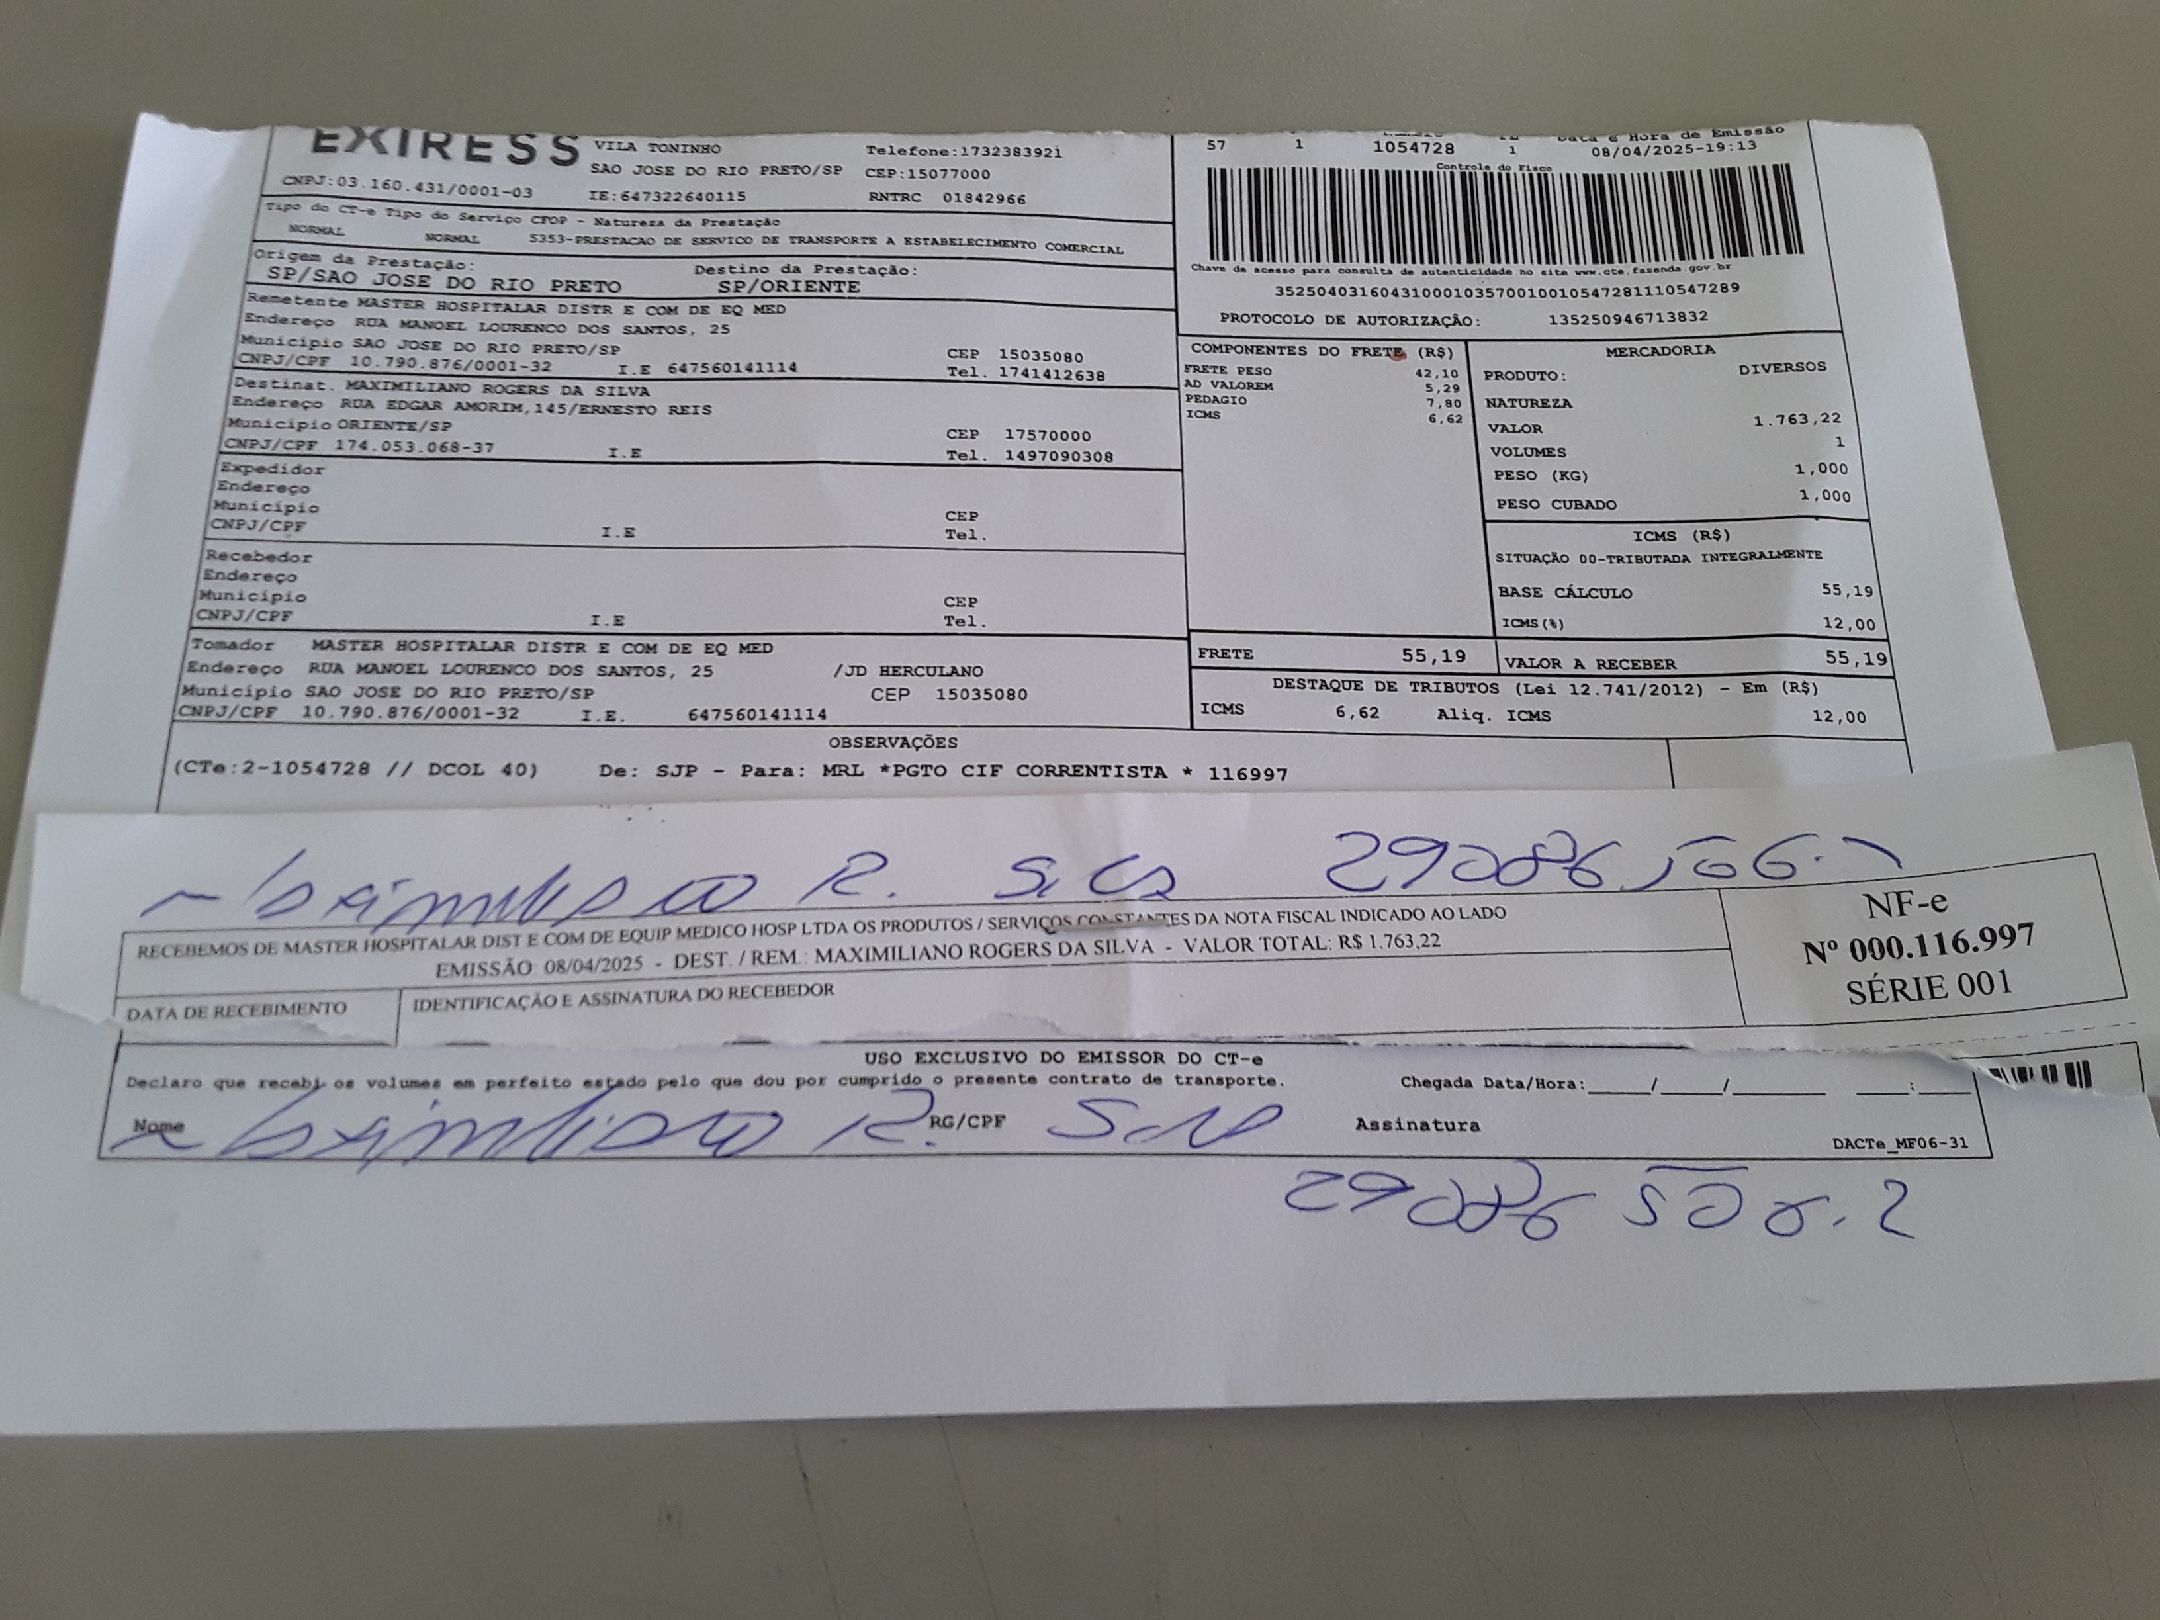 EXIRESS
VILA TONINHO
Telefone:1732383921
SAO JOSE DO RIO PRETO/SP CEP:15077000
CNPJ:03.160.431/0001-03 IE:647322640115 RNTRC 01842966
Tipo do CT-e Tipo do Serviço CFOP - Natureza da Prestação
NORMAL NORMAL 5353-PRESTACAO DE SERVICO DE TRANSPORTE A ESTABELECIMENTO COMERCIAL
Origem da Prestação: Destino da Prestação:
SP/SAO JOSE DO RIO PRETO SP/ORIENTE
Remetente MASTER HOSPITALAR DISTR E COM DE EQ MED
Endereço RUA MANOEL LOURENCO DOS SANTOS, 25
Município SAO JOSE DO RIO PRETO/SP CEP 15035080
CNPJ/CPF 10.790.876/0001-32 I.E 647560141114 Tel. 1741412638
Destinat. MAXIMILIANO ROGERS DA SILVA
Endereço RUA EDGAR AMORIM,145/ERNESTO REIS
Município ORIENTE/SP CEP 17570000
CNPJ/CPF 174.053.068-37 I.E Tel. 1497090308
Expedidor
Endereço
Município CEP
CNPJ/CPF I.E Tel.
Recebedor
Endereço
Município CEP
CNPJ/CPF I.E Tel.
Tomador MASTER HOSPITALAR DISTR E COM DE EQ MED
Endereço RUA MANOEL LOURENCO DOS SANTOS, 25 /JD HERCULANO
Município SAO JOSE DO RIO PRETO/SP CEP 15035080
CNPJ/CPF 10.790.876/0001-32 I.E. 647560141114
Data e Hora de Emissão
57 1 1054728 1 08/04/2025-19:13
Controle do Fisco
Chave de acesso para consulta de autenticidade no site www.cte.fazenda.gov.br
35250403160431000103570010010547281110547289
PROTOCOLO DE AUTORIZAÇÃO: 135250946713832
COMPONENTES DO FRETE (R$)
FRETE PESO 42,10
AD VALOREM 5,29
PEDAGIO 7,80
ICMS 6,62
MERCADORIA
PRODUTO: DIVERSOS
NATUREZA
VALOR 1.763,22
VOLUMES 1
PESO (KG) 1,000
PESO CUBADO 1,000
ICMS (R$)
SITUAÇÃO 00-TRIBUTADA INTEGRALMENTE
BASE CÁLCULO 55,19
ICMS(%) 12,00
FRETE 55,19 VALOR A RECEBER 55,19
DESTAQUE DE TRIBUTOS (Lei 12.741/2012) - Em (R$)
ICMS 6,62 Aliq. ICMS 12,00
OBSERVAÇÕES
(CTe:2-1054728 // DCOL 40) De: SJP - Para: MRL *PGTO CIF CORRENTISTA * 116997
R. 29086
RECEBEMOS DE MASTER HOSPITALAR DIST E COM DE EQUIP MEDICO HOSP LTDA OS PRODUTOS / SERVIÇOS CONSTANTES DA NOTA FISCAL INDICADO AO LADO
EMISSÃO 08/04/2025 - DEST. / REM.: MAXIMILIANO ROGERS DA SILVA - VALOR TOTAL: R$ 1.763,22
NF-e
Nº 000.116.997
SÉRIE 001
DATA DE RECEBIMENTO IDENTIFICAÇÃO E ASSINATURA DO RECEBEDOR
USO EXCLUSIVO DO EMISSOR DO CT-e
Declaro que recebi os volumes em perfeito estado pelo que dou por cumprido o presente contrato de transporte. Chegada Data/Hora:____/____/______ ___:___
Nome R. RG/CPF Assinatura
DACTe_MF06-31
29086